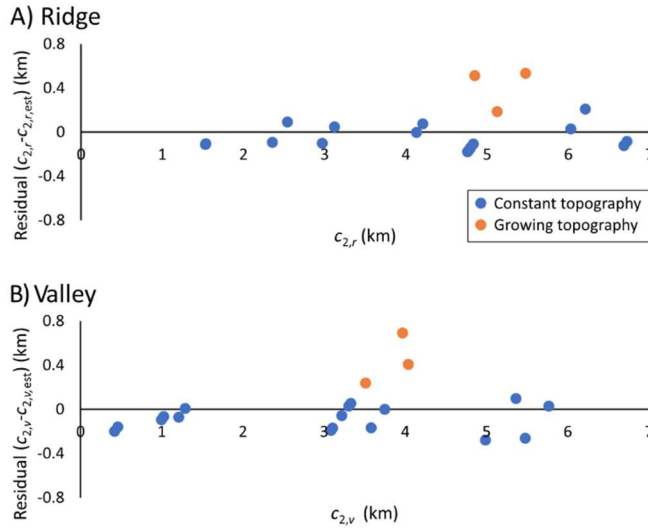 A) Ridge
Residual (c2,r-c2,r,est) (km)
0.8
0.4
0
-0.4
-0.8
0 1 2 3 4 5 6 7
c2,r (km)
Constant topography
Growing topography
B) Valley
Residual (c2,v-c2,v,est) (km)
0.8
0.4
0
-0.4
-0.8
0 1 2 3 4 5 6 7
c2,v (km)